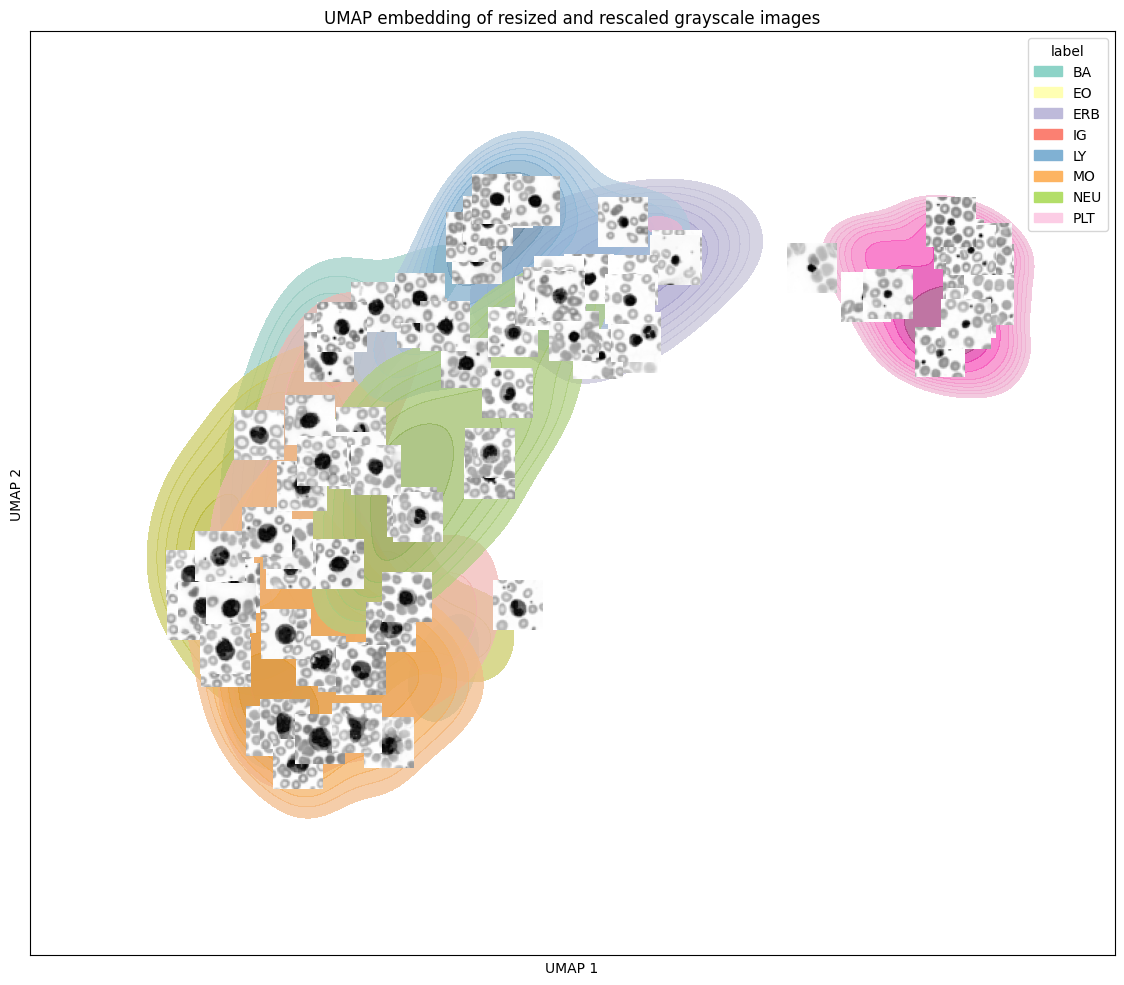 UMAP embedding of resized and rescaled grayscale images
label
BA
EO
ERB
IG
LY
MO
NEU
PLT
UMAP 2
UMAP 1